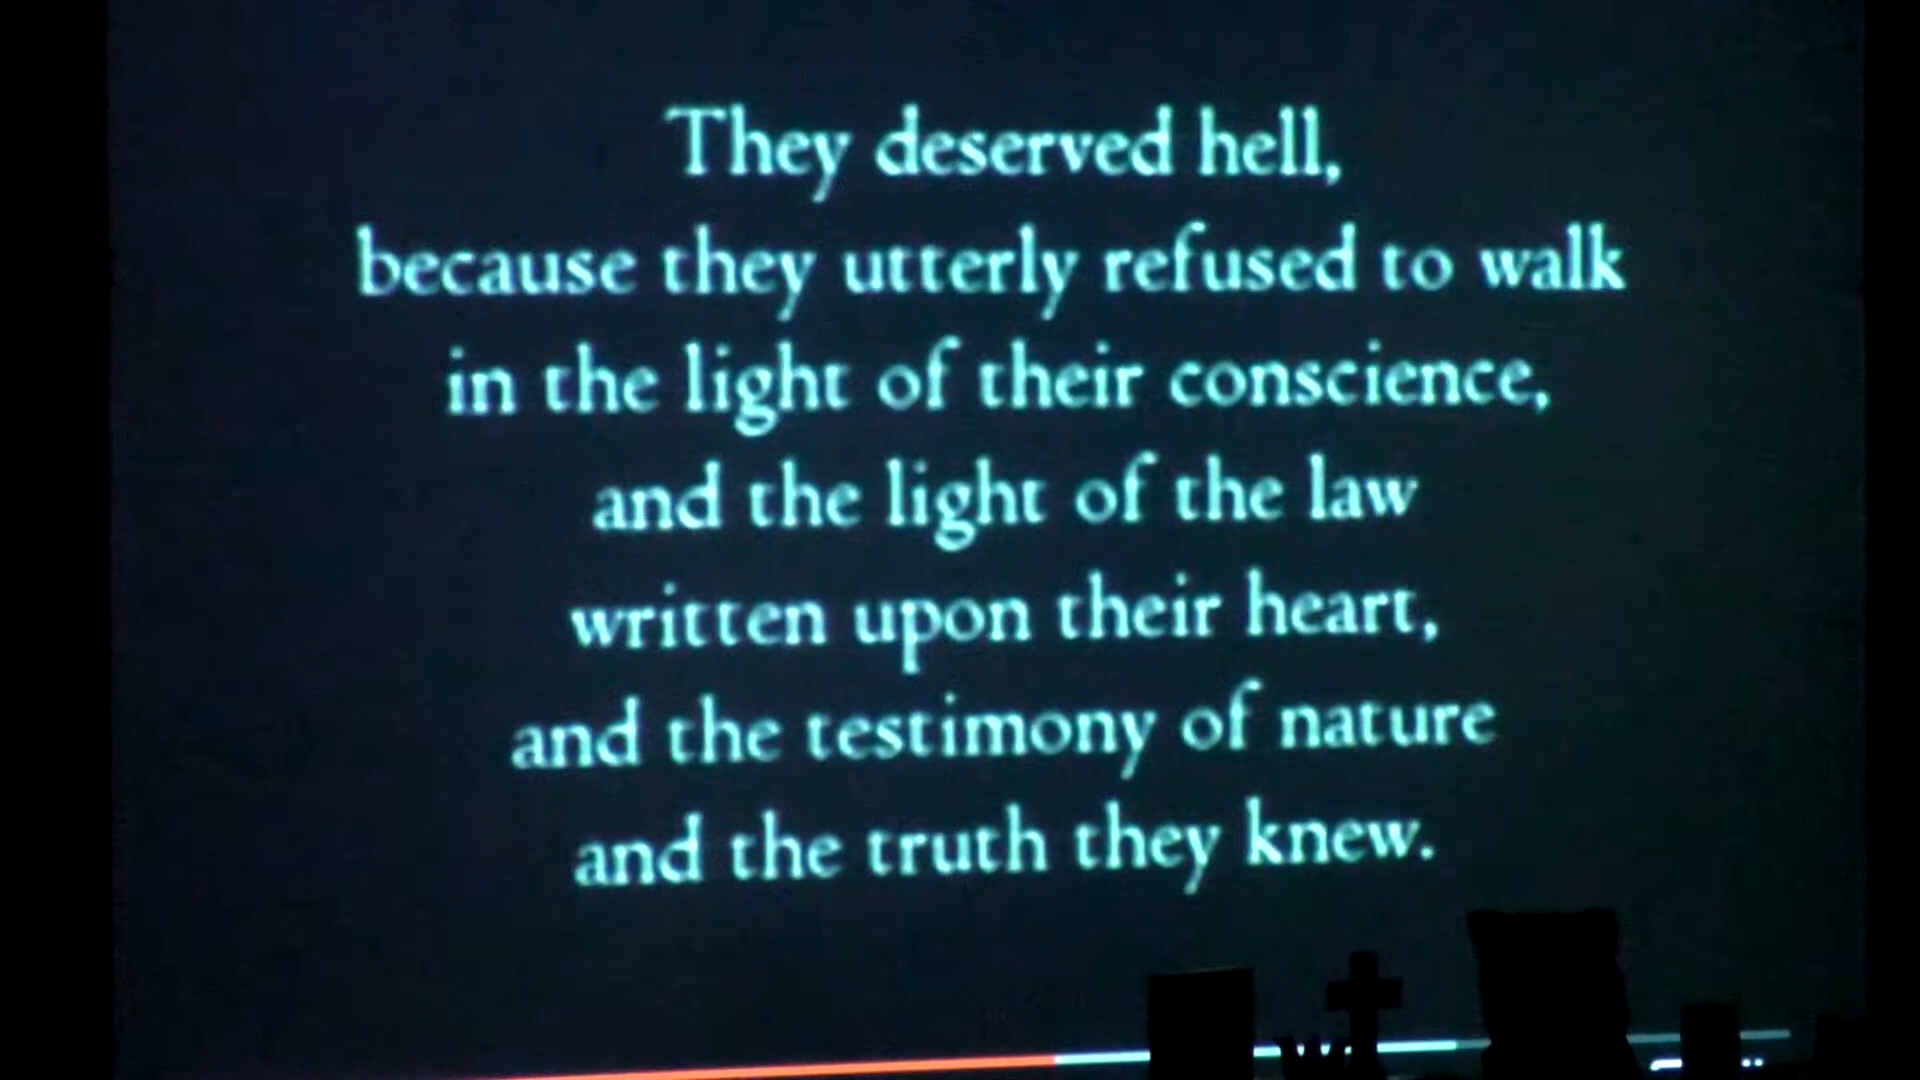 They deserved hell,
because they utterly refused to walk
in the light of their conscience,
and the light of the law
written upon their heart,
and the testimony of nature
and the truth they knew.